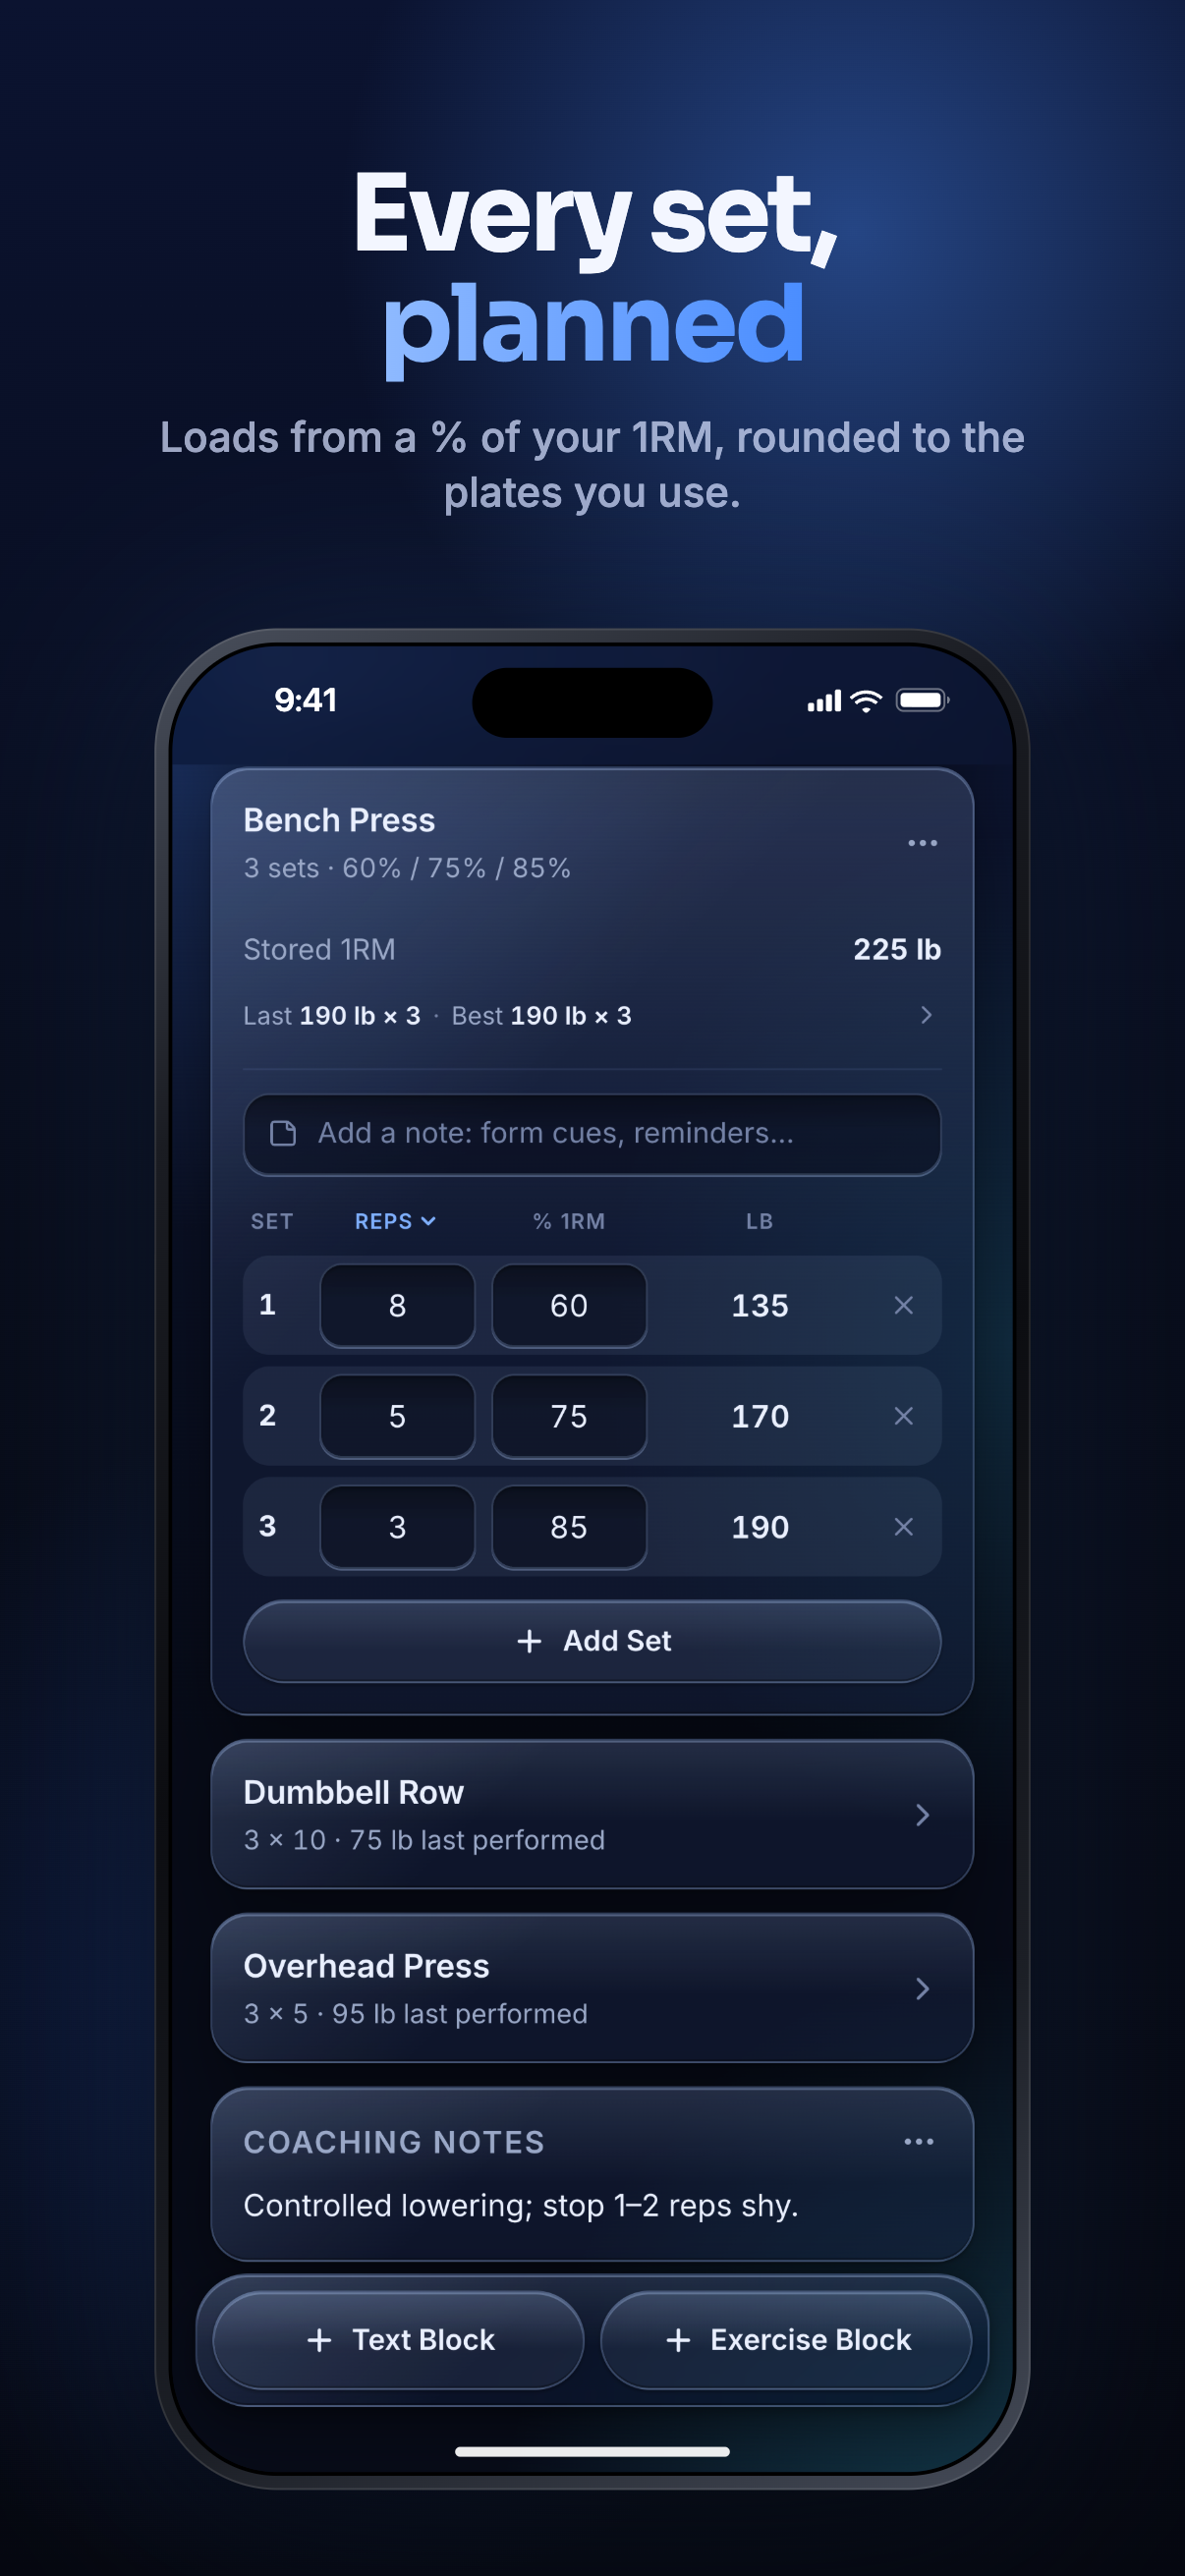 Every set,
planned
Loads from a % of your 1RM, rounded to the
plates you use.
9:41
Bench Press
3 sets · 60% / 75% / 85%
Stored 1RM 225 lb
Last 190 lb × 3 · Best 190 lb × 3
Add a note: form cues, reminders...
SET REPS % 1RM LB
1 8 60 135
2 5 75 170
3 3 85 190
+ Add Set
Dumbbell Row
3 × 10 · 75 lb last performed
Overhead Press
3 × 5 · 95 lb last performed
COACHING NOTES
Controlled lowering; stop 1–2 reps shy.
+ Text Block + Exercise Block